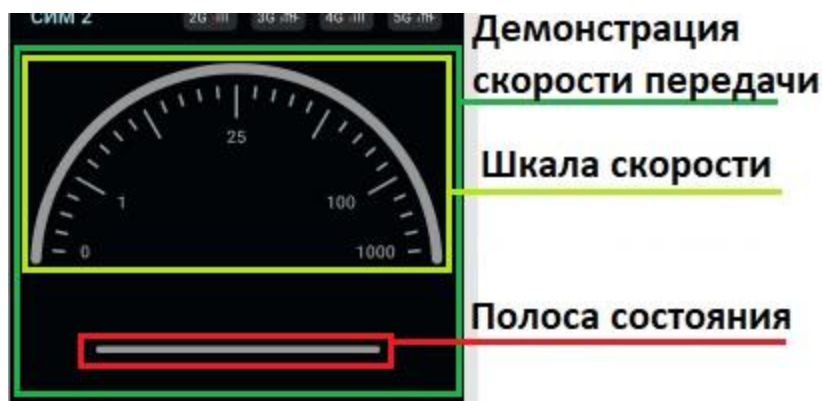 СИМ 2 2G 3G 4G 5G
Демонстрация
скорости передачи
25
Шкала скорости
1 100
0 1000
Полоса состояния